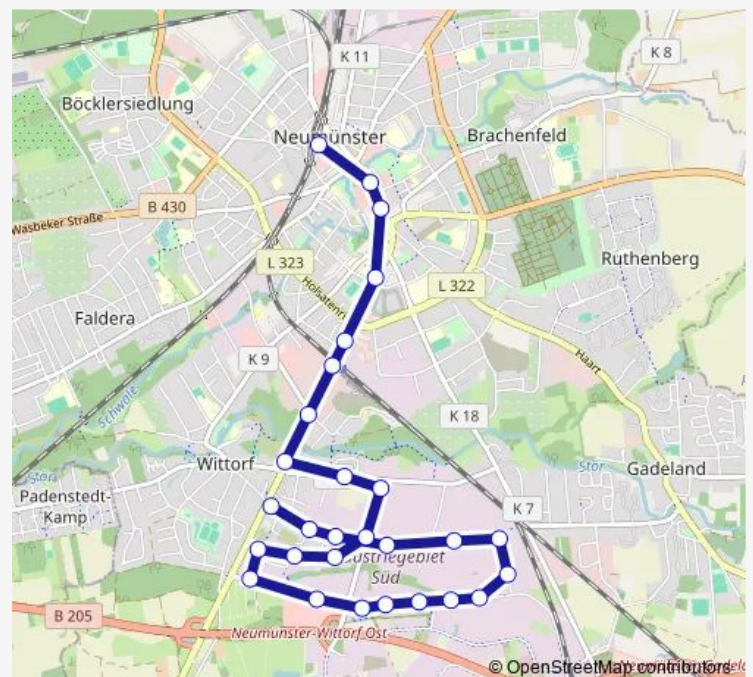 K 11
K 8
Böcklersiedlung
Neumünster
Brachenfeld
B 430
Wasbeker Straße
L 323
Ruthenberg
Holsatenri
L 322
Faldera
Haart
K 9
Schwale
K 18
Wittorf
Stör
Gadeland
Stör
Padenstedt-
Kamp
K 7
Süd
B 205
Neumünster-Wittorf Ost
© OpenStreetMap contributors